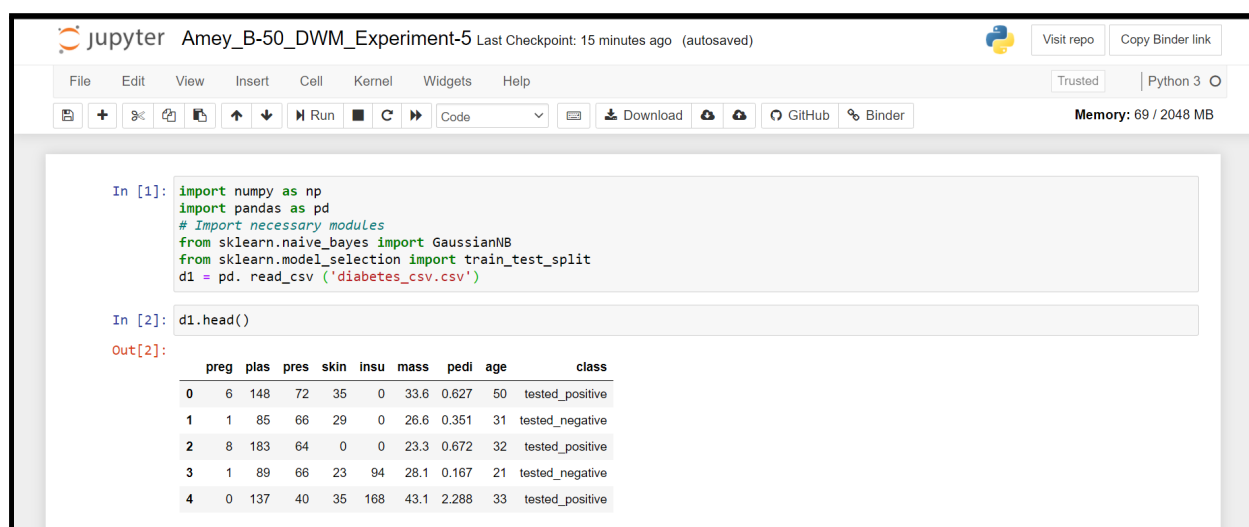 jupyter Amey_B-50_DWM_Experiment-5 Last Checkpoint: 15 minutes ago (autosaved) Visit repo Copy Binder link
File Edit View Insert Cell Kernel Widgets Help Trusted Python 3
Run Code Download GitHub Binder Memory: 69 / 2048 MB
In [1]: import numpy as np
import pandas as pd
# Import necessary modules
from sklearn.naive_bayes import GaussianNB
from sklearn.model_selection import train_test_split
d1 = pd. read_csv ('diabetes_csv.csv')
In [2]: d1.head()
Out[2]:
preg plas pres skin insu mass pedi age class
0 6 148 72 35 0 33.6 0.627 50 tested_positive
1 1 85 66 29 0 26.6 0.351 31 tested_negative
2 8 183 64 0 0 23.3 0.672 32 tested_positive
3 1 89 66 23 94 28.1 0.167 21 tested_negative
4 0 137 40 35 168 43.1 2.288 33 tested_positive